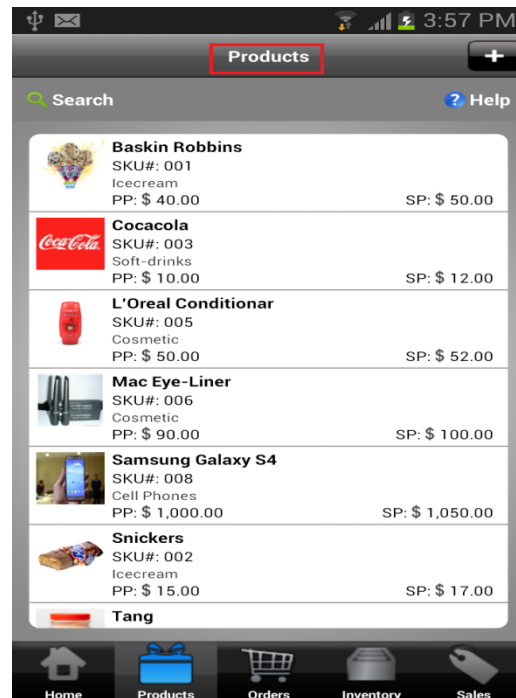 3:57 PM
Products
+
Search
? Help
Baskin Robbins
SKU#: 001
Icecream
PP: $ 40.00 SP: $ 50.00
Coca-Cola
Cocacola
SKU#: 003
Soft-drinks
PP: $ 10.00 SP: $ 12.00
L'Oreal Conditionar
SKU#: 005
Cosmetic
PP: $ 50.00 SP: $ 52.00
Mac Eye-Liner
SKU#: 006
Cosmetic
PP: $ 90.00 SP: $ 100.00
Samsung Galaxy S4
SKU#: 008
Cell Phones
PP: $ 1,000.00 SP: $ 1,050.00
Snickers
SKU#: 002
Icecream
PP: $ 15.00 SP: $ 17.00
Tang
Home Products Orders Inventory Sales